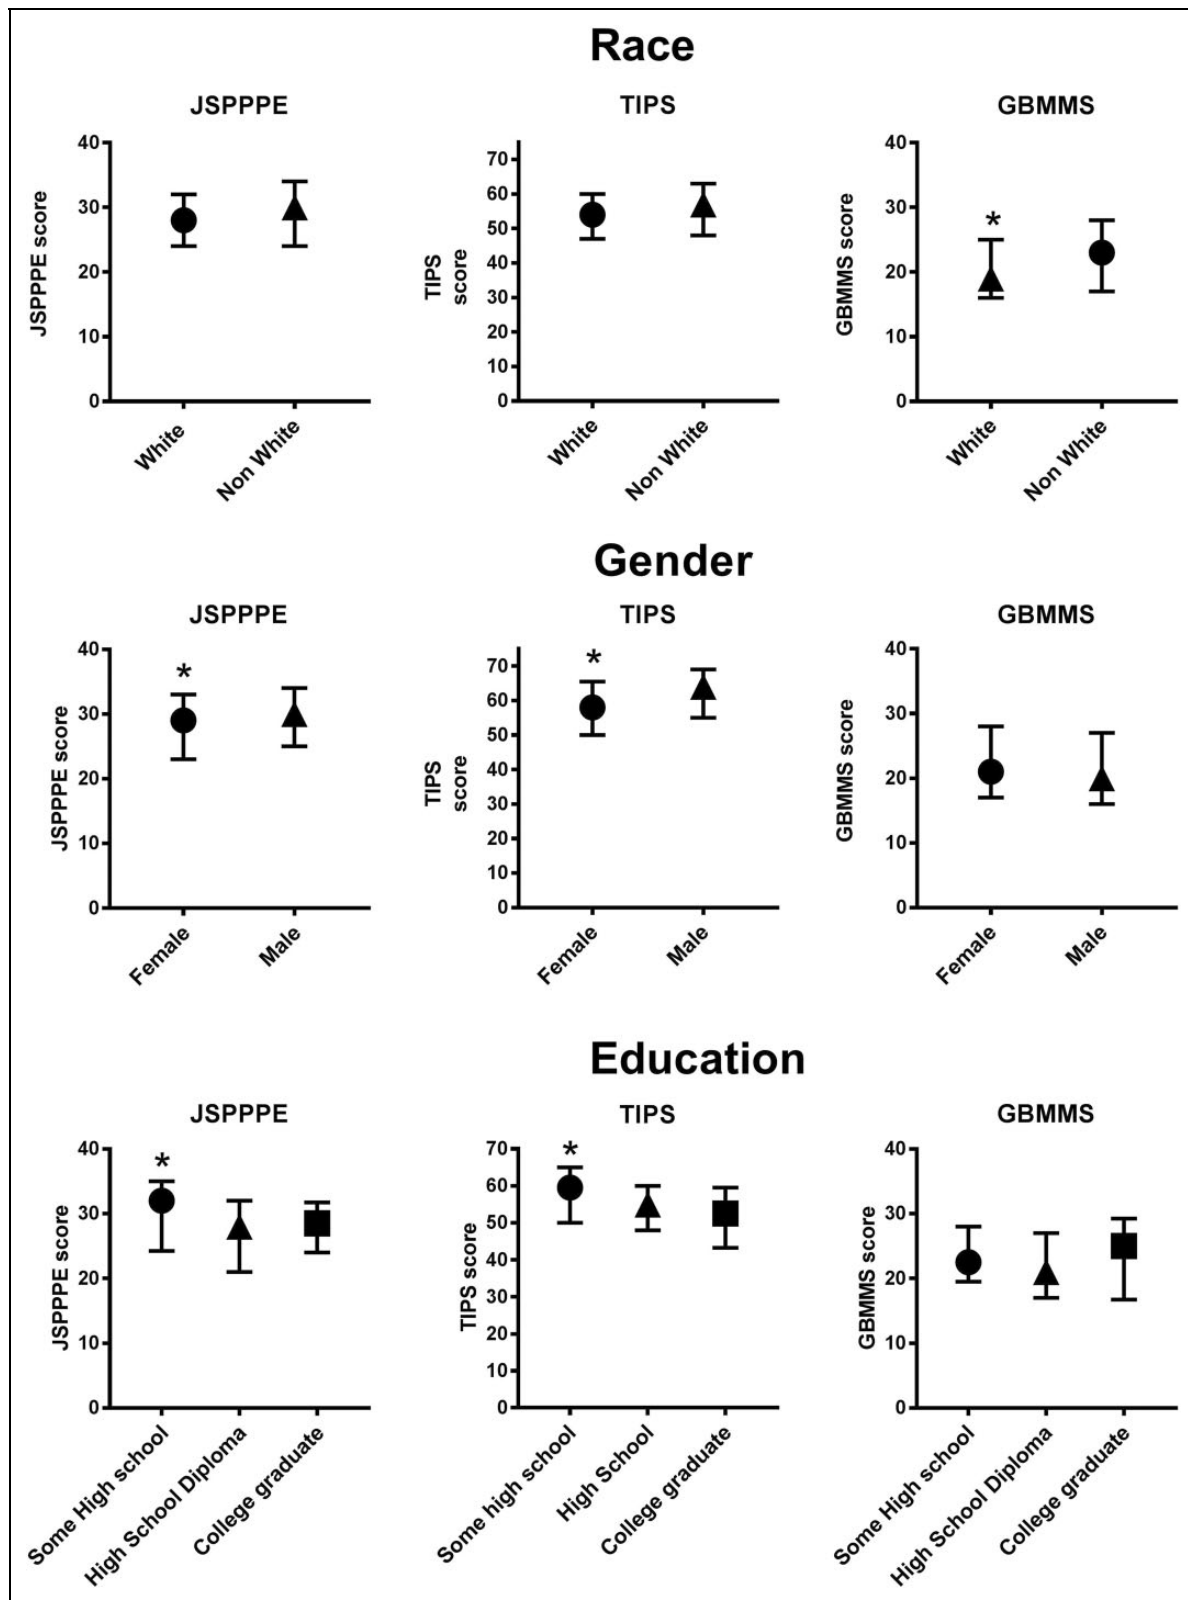 Race
JSPPPE
TIPS
GBMMS
JSPPPE score
40
30
20
10
0
White
Non White
TIPS
score
70
60
50
40
30
20
10
0
White
Non White
GBMMS score
40
30
20
10
0
*
White
Non White
Gender
JSPPPE
TIPS
GBMMS
JSPPPE score
40
30
20
10
0
*
Female
Male
TIPS
score
70
60
50
40
30
20
10
0
*
Female
Male
GBMMS score
40
30
20
10
0
Female
Male
Education
JSPPPE
TIPS
GBMMS
JSPPPE score
40
30
20
10
0
*
Some High school
High School Diploma
College graduate
TIPS score
70
60
50
40
30
20
10
0
*
Some high school
High School
College graduate
GBMMS score
40
30
20
10
0
Some High school
High School Diploma
College graduate